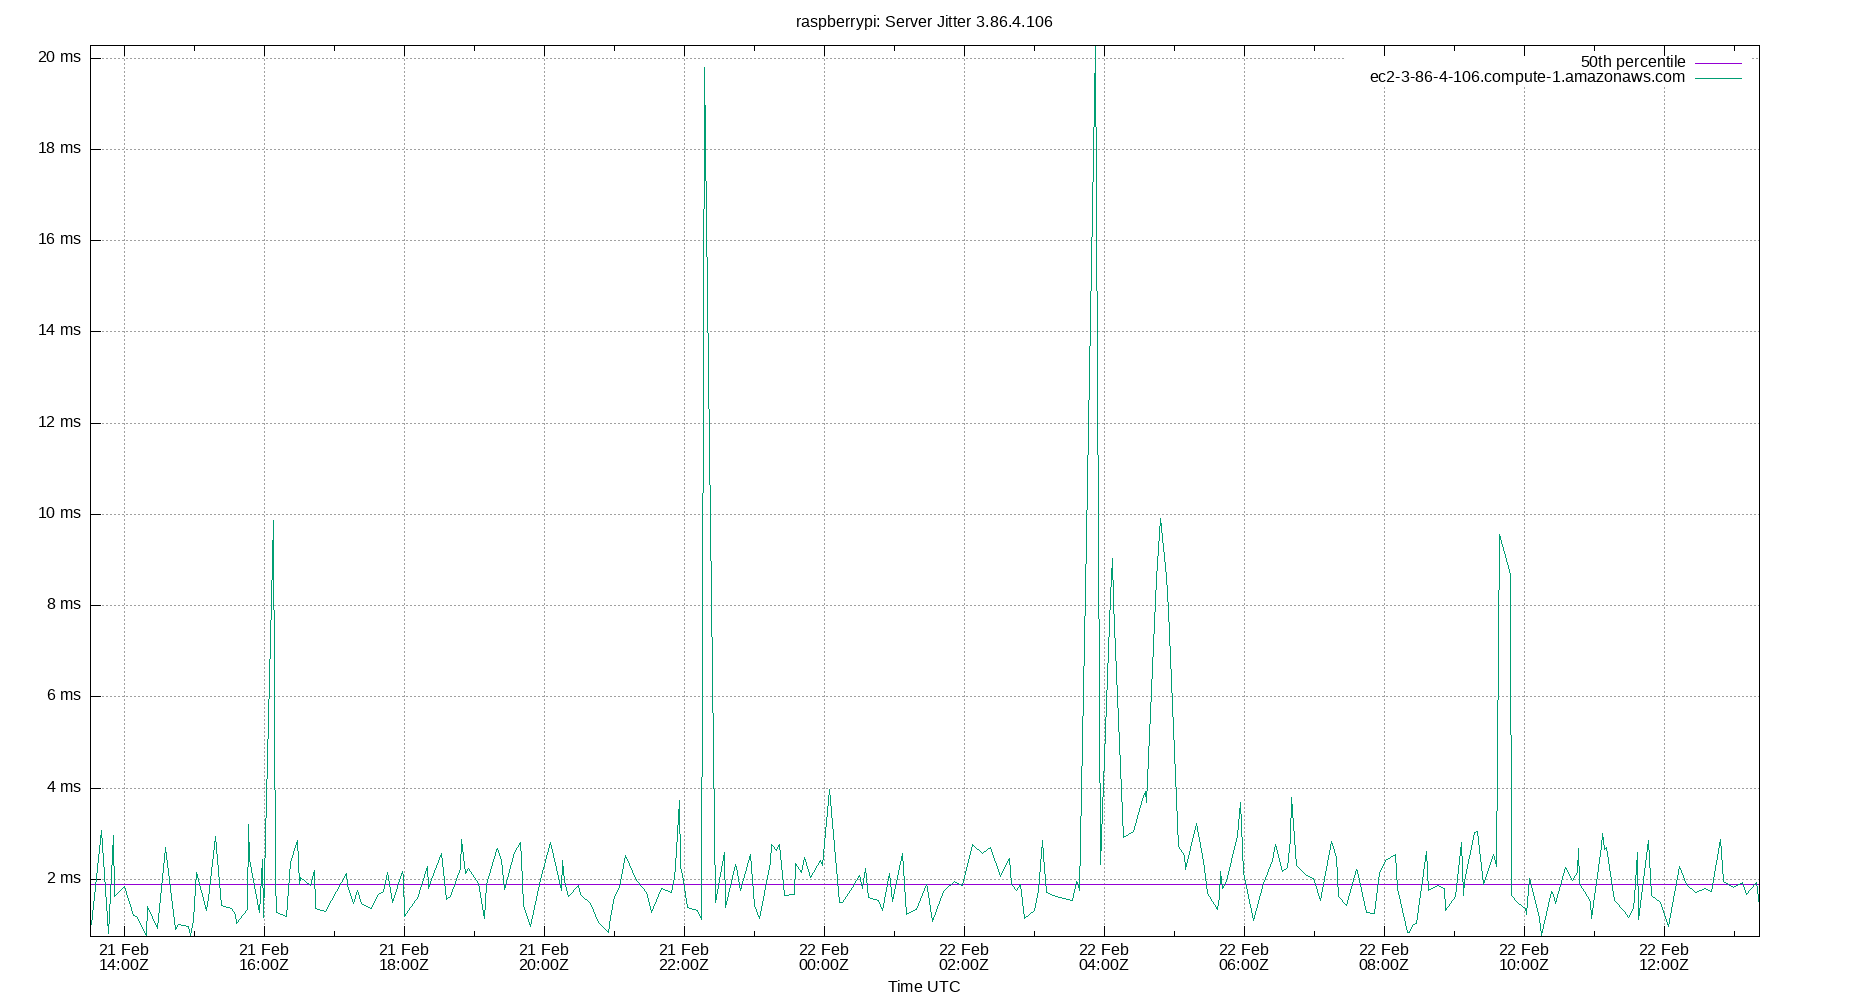 raspberrypi: Server Jitter 3.86.4.106
20 ms
18 ms
16 ms
14 ms
12 ms
10 ms
8 ms
6 ms
4 ms
2 ms
50th percentile
ec2-3-86-4-106.compute-1.amazonaws.com
21 Feb
14:00Z
21 Feb
16:00Z
21 Feb
18:00Z
21 Feb
20:00Z
21 Feb
22:00Z
22 Feb
00:00Z
22 Feb
02:00Z
22 Feb
04:00Z
22 Feb
06:00Z
22 Feb
08:00Z
22 Feb
10:00Z
22 Feb
12:00Z
Time UTC